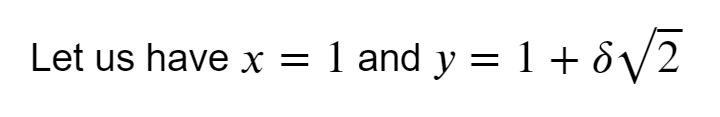 Let us have x = 1 and y = 1 + δ√2